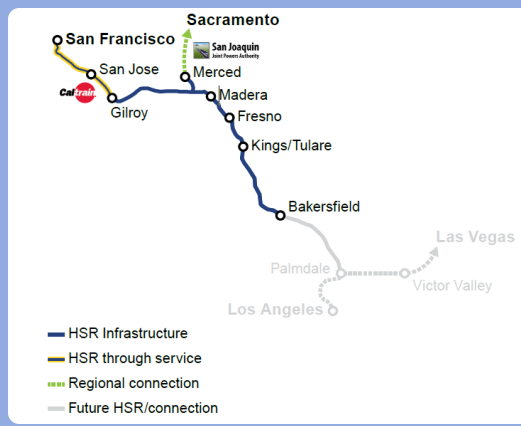 Sacramento
San Francisco
San Joaquin
Joint Powers Authority
San Jose
Merced
Caltrain
Madera
Gilroy
Fresno
Kings/Tulare
Bakersfield
Las Vegas
Palmdale
Victor Valley
Los Angeles
HSR Infrastructure
HSR through service
Regional connection
Future HSR/connection